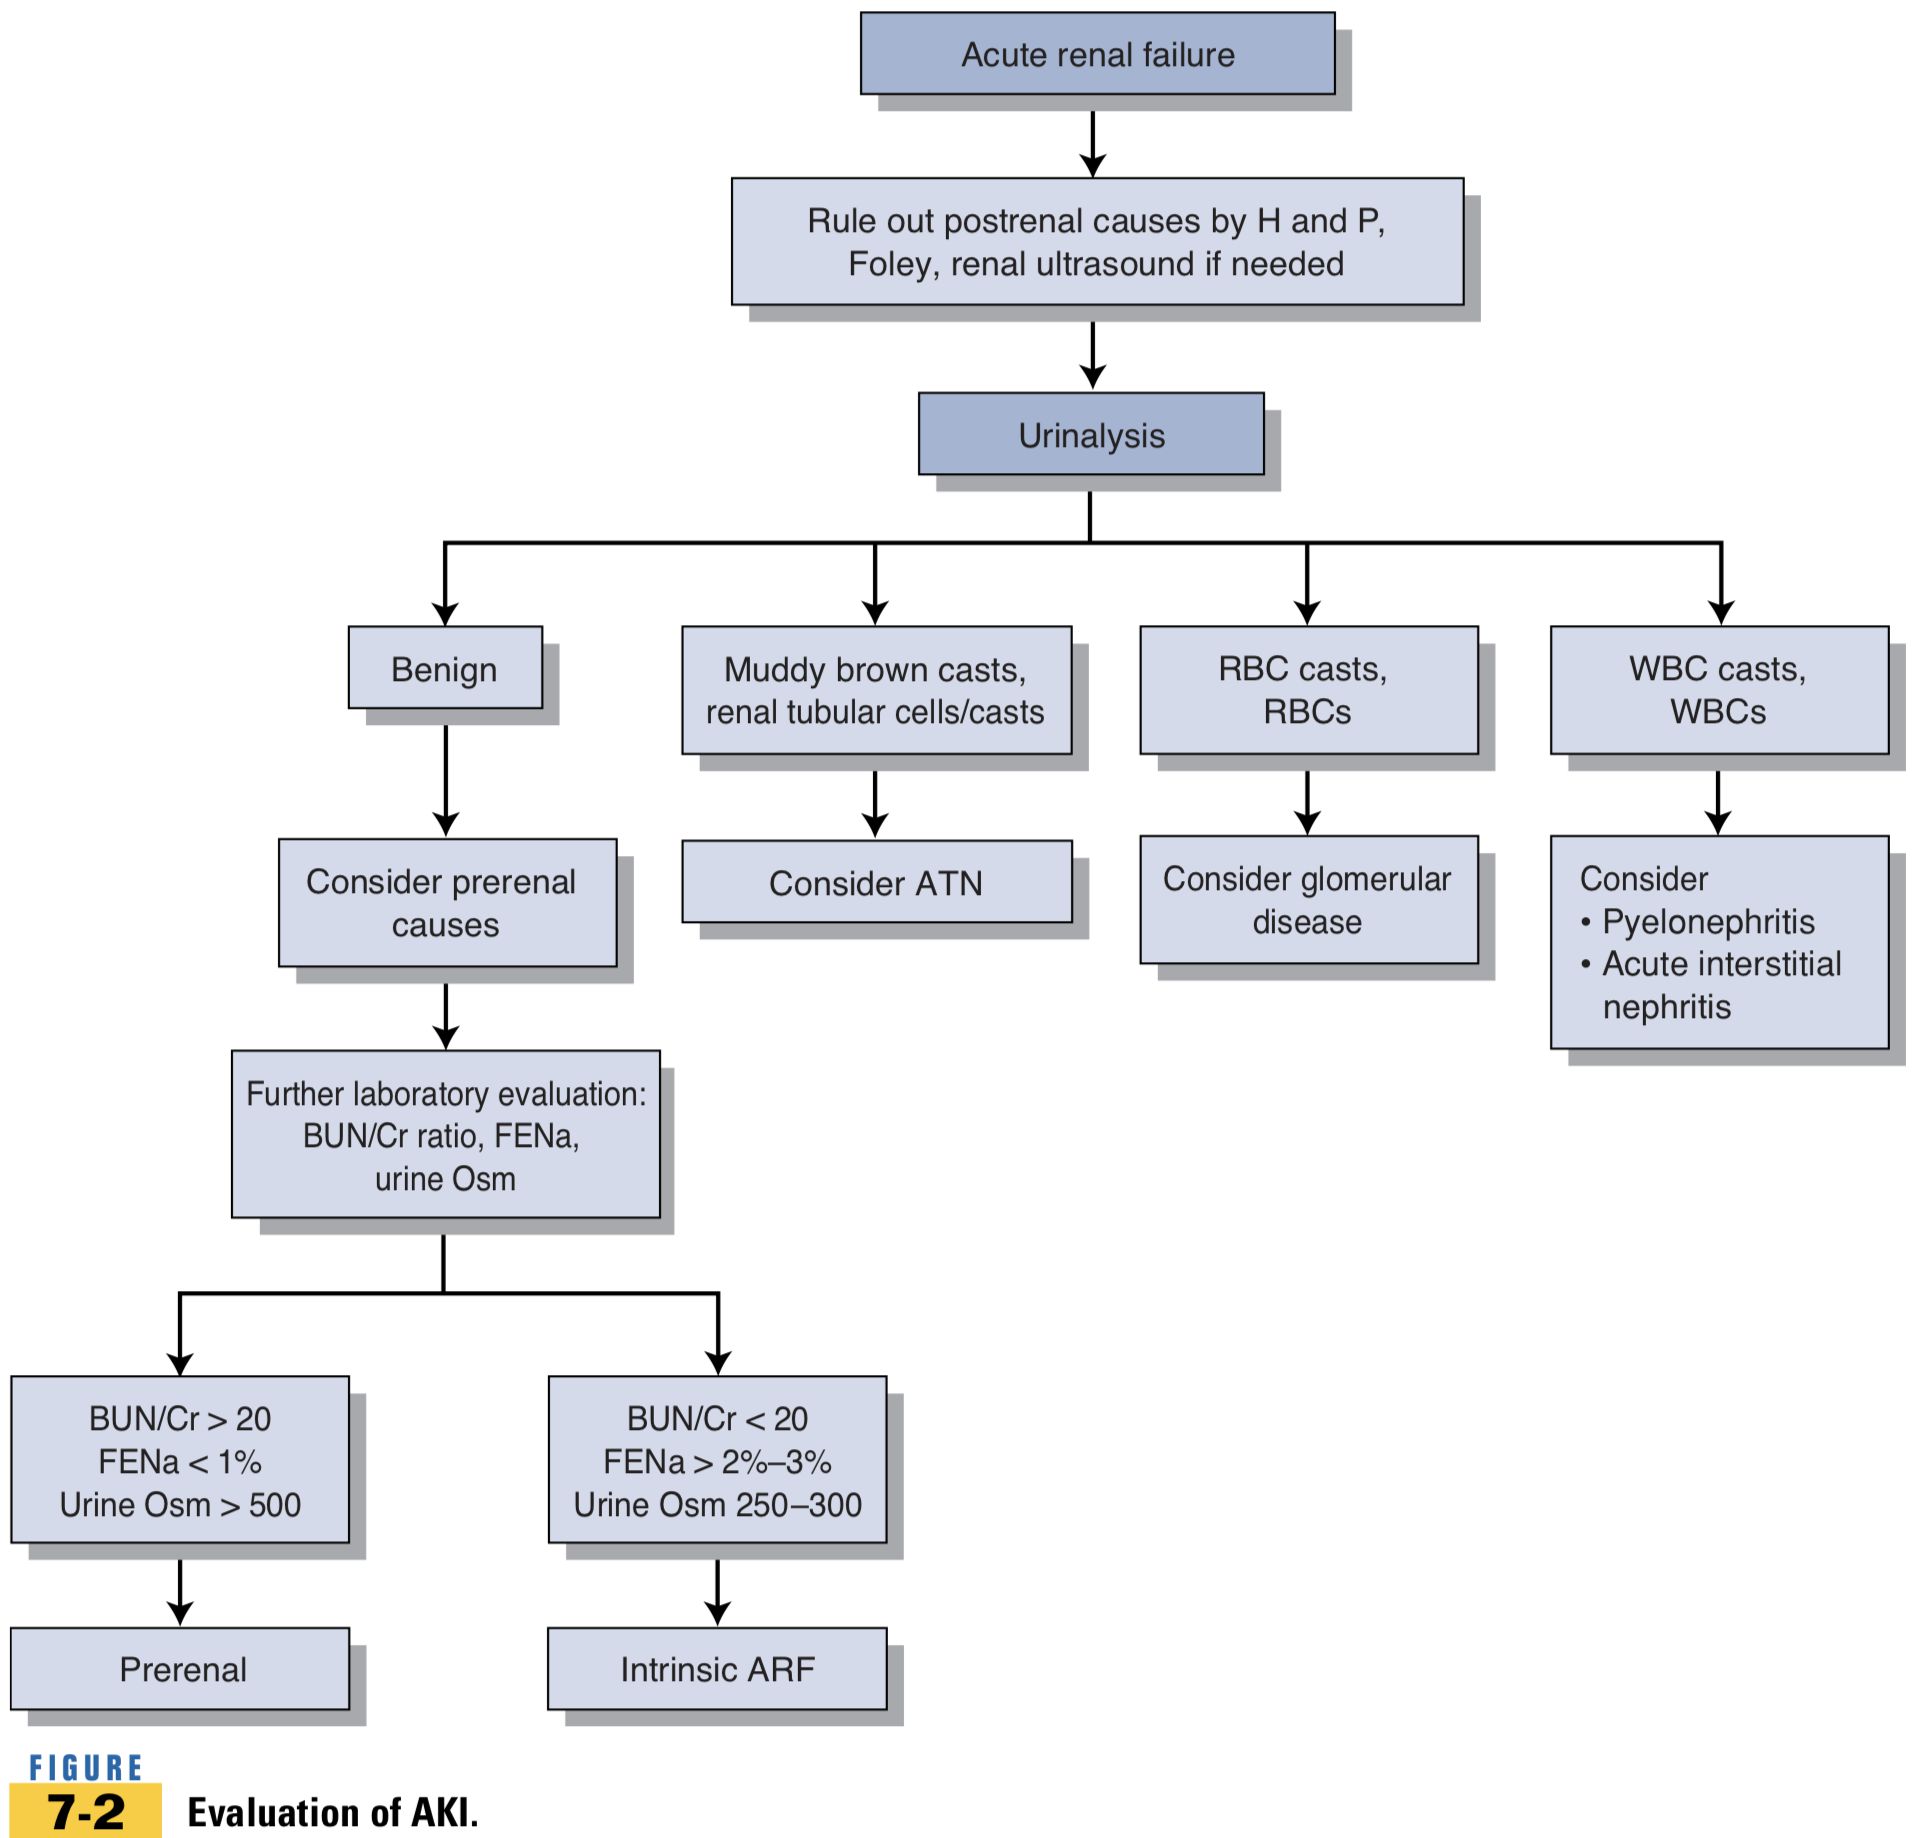 Acute renal failure
Rule out postrenal causes by H and P,
Foley, renal ultrasound if needed
Urinalysis
Benign
Muddy brown casts,
renal tubular cells/casts
RBC casts,
RBCs
WBC casts,
WBCs
Consider prerenal
causes
Consider ATN
Consider glomerular
disease
Consider
• Pyelonephritis
• Acute interstitial
nephritis
Further laboratory evaluation:
BUN/Cr ratio, FENa,
urine Osm
BUN/Cr > 20
FENa < 1%
Urine Osm > 500
BUN/Cr < 20
FENa > 2%–3%
Urine Osm 250–300
Prerenal
Intrinsic ARF
FIGURE
7-2
Evaluation of AKI.